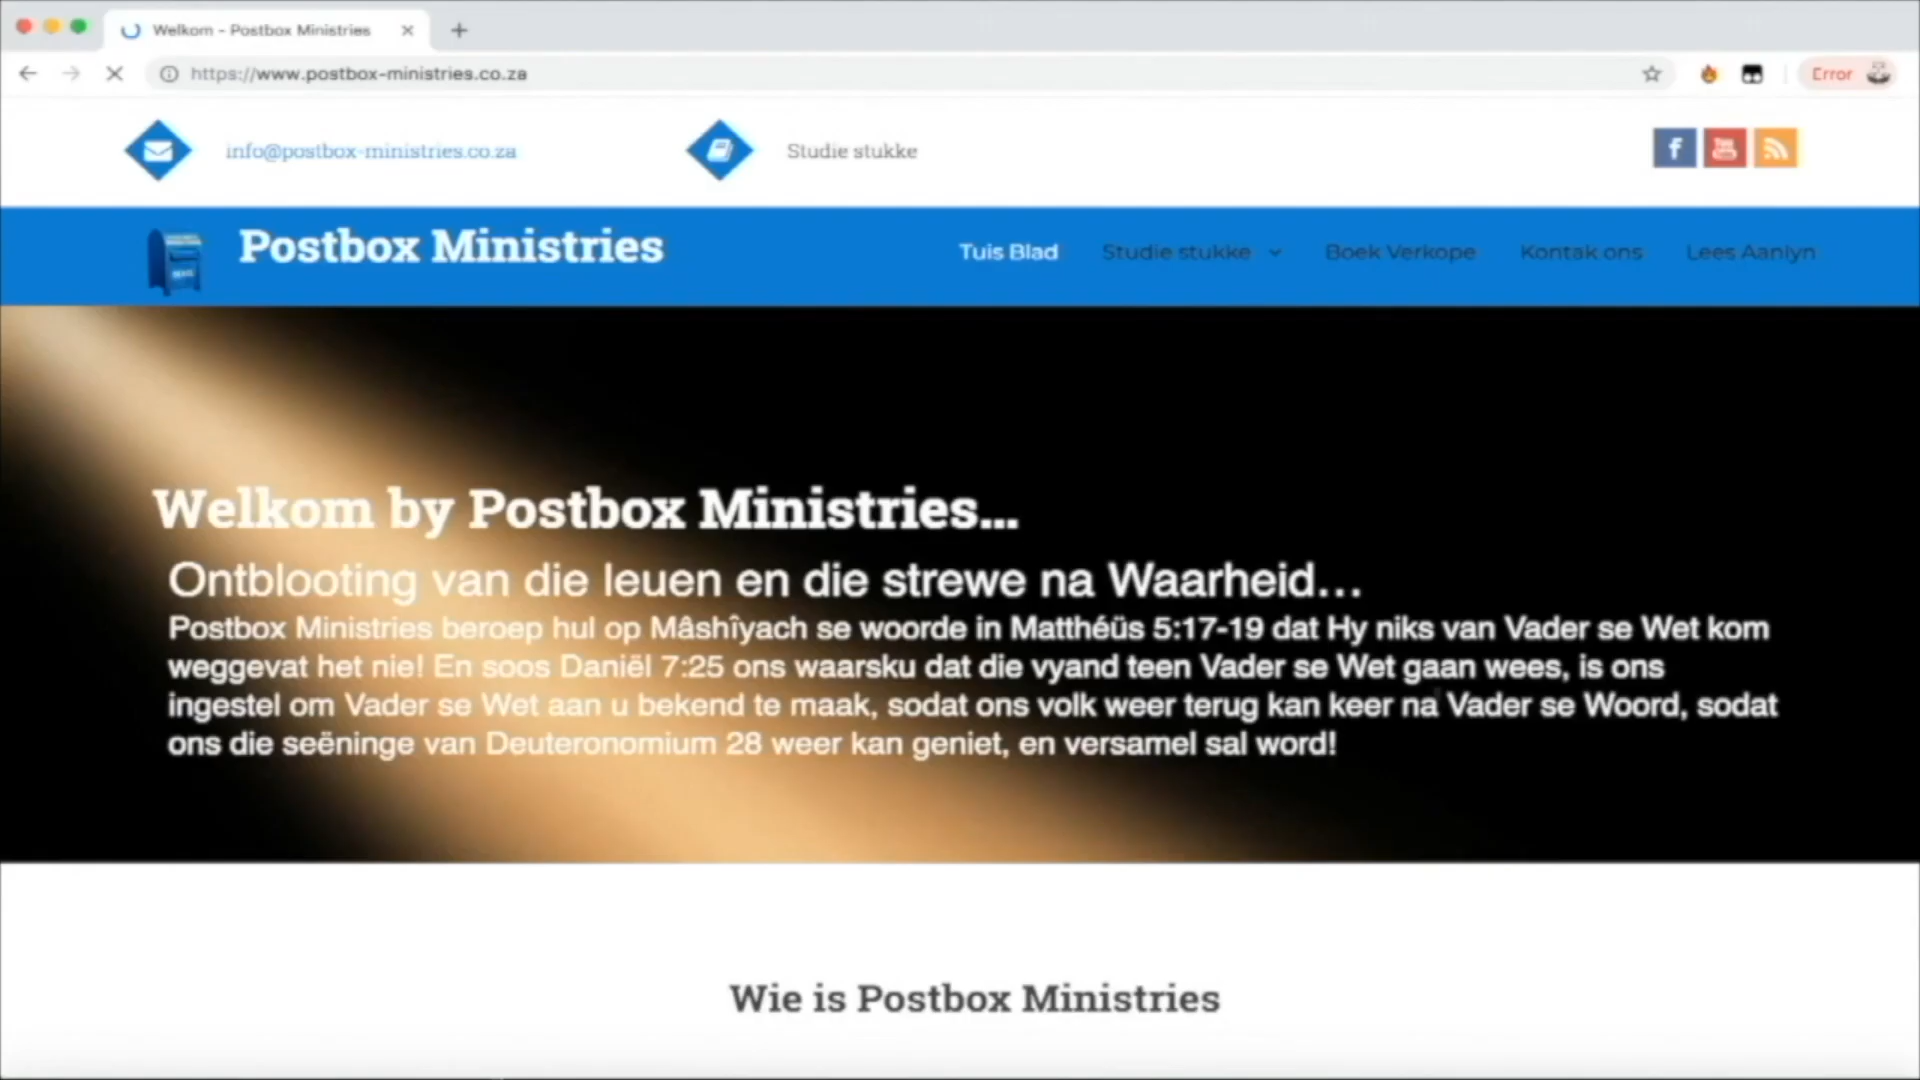 Welkom - Postbox Ministries
https://www.postbox-ministries.co.za
Error
info@postbox-ministries.co.za
Studie stukke
Postbox Ministries
Tuis Blad
Studie stukke
Boek Verkope
Kontak ons
Lees Aanlyn
Welkom by Postbox Ministries...
Ontblooting van die leuen en die strewe na Waarheid...
Postbox Ministries beroep hul op Mâshîyach se woorde in Matthéüs 5:17-19 dat Hy niks van Vader se Wet kom
weggevat het nie! En soos Daniël 7:25 ons waarsku dat die vyand teen Vader se Wet gaan wees, is ons
ingestel om Vader se Wet aan u bekend te maak, sodat ons volk weer terug kan keer na Vader se Woord, sodat
ons die seëninge van Deuteronomium 28 weer kan geniet, en versamel sal word!
Wie is Postbox Ministries